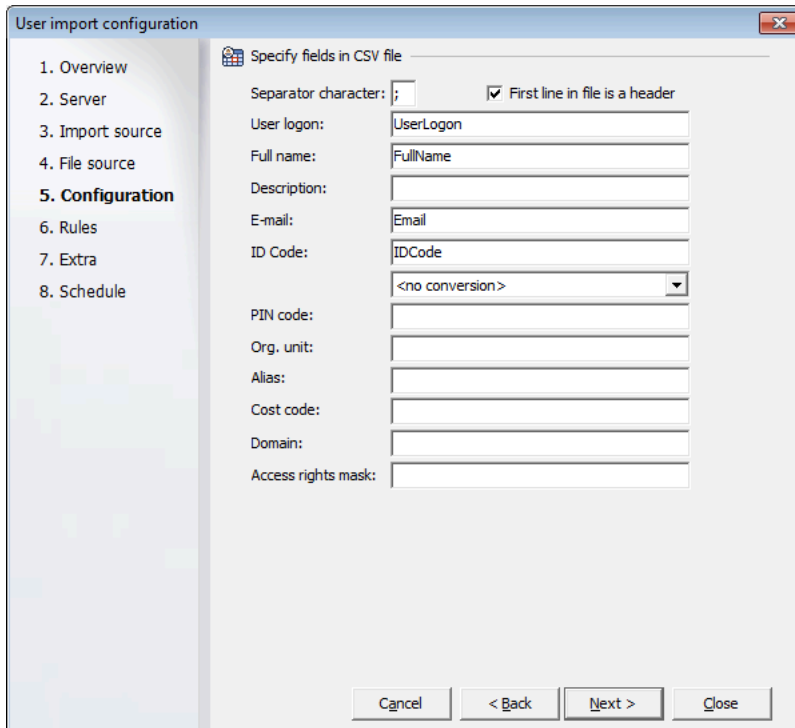 User import configuration
1. Overview
2. Server
3. Import source
4. File source
5. Configuration
6. Rules
7. Extra
8. Schedule
Specify fields in CSV file
Separator character: ; First line in file is a header
User logon: UserLogon
Full name: FullName
Description:
E-mail: Email
ID Code: IDCode
<no conversion>
PIN code:
Org. unit:
Alias:
Cost code:
Domain:
Access rights mask:
Cancel < Back Next > Close